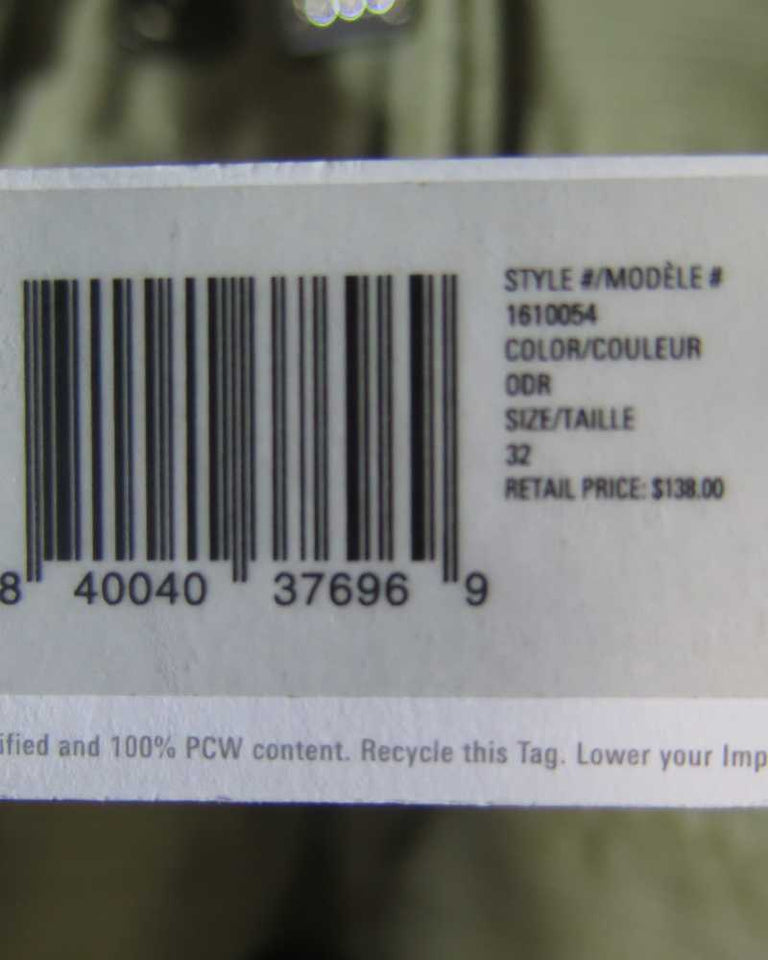 STYLE #/MODÈLE #
1610054
COLOR/COULEUR
ODR
SIZE/TAILLE
32
RETAIL PRICE: $138.00
8 40040 37696 9
ified and 100% PCW content. Recycle this Tag. Lower your Imp